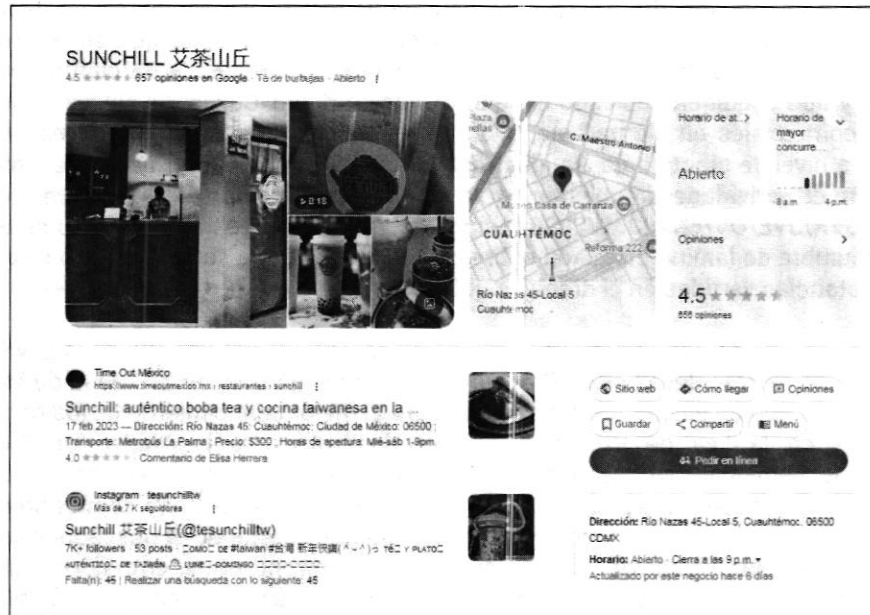 SUNCHILL 艾茶山丘
4.5 ★★★★★ 657 opiniones en Google · Té de burbujas · Abierto
0:15
C. Maestro Antonio
Museo Casa de Carranza
CUAUHTÉMOC
Reforma 222
Río Nazas 45-Local 5
Cuauhtémoc
Horario de at... >
Abierto
Horario de
mayor
concurre...
8 a.m. 4 p.m.
Opiniones >
4.5 ★★★★★
656 opiniones
Time Out México
https://www.timeoutmexico.mx › restaurantes › sunchill
Sunchill: auténtico boba tea y cocina taiwanesa en la ...
17 feb 2023 — Dirección: Río Nazas 45; Cuauhtémoc; Ciudad de México; 06500 ;
Transporte: Metrobús La Palma ; Precio: $300 ; Horas de apertura: Mié-sáb 1-9pm.
4.0 ★★★★ · Comentario de Elisa Herrera
Instagram · tesunchilltw
Más de 7 K seguidores
Sunchill 艾茶山丘(@tesunchilltw)
7K+ followers · 53 posts · #taiwan #台灣 新年快樂
AUTÉNTICO DE TAIWÁN
Falta(n): 45 | Realizar una búsqueda con lo siguiente: 45
Sitio web
Cómo llegar
Opiniones
Guardar
Compartir
Menú
Pedir en línea
Dirección: Río Nazas 45-Local 5, Cuauhtémoc, 06500
CDMX
Horario: Abierto · Cierra a las 9 p.m.
Actualizado por este negocio hace 6 días